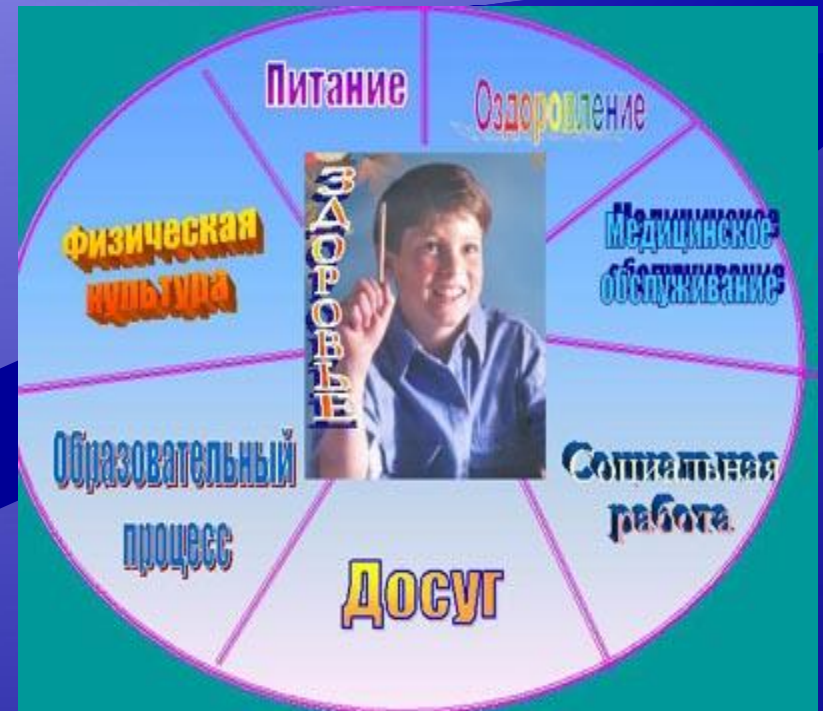 Питание
Оздоровление
Медицинское
обслуживание
Социальная
работа
Досуг
Образовательный
процесс
Физическая
культура
ЗДОРОВЬЕ